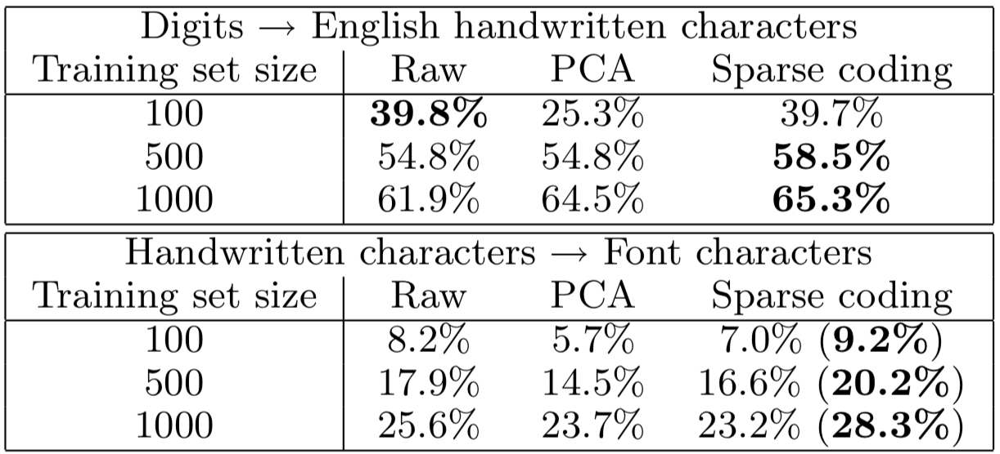 Digits → English handwritten characters
Training set size Raw PCA Sparse coding
100 39.8% 25.3% 39.7%
500 54.8% 54.8% 58.5%
1000 61.9% 64.5% 65.3%
Handwritten characters → Font characters
Training set size Raw PCA Sparse coding
100 8.2% 5.7% 7.0% (9.2%)
500 17.9% 14.5% 16.6% (20.2%)
1000 25.6% 23.7% 23.2% (28.3%)